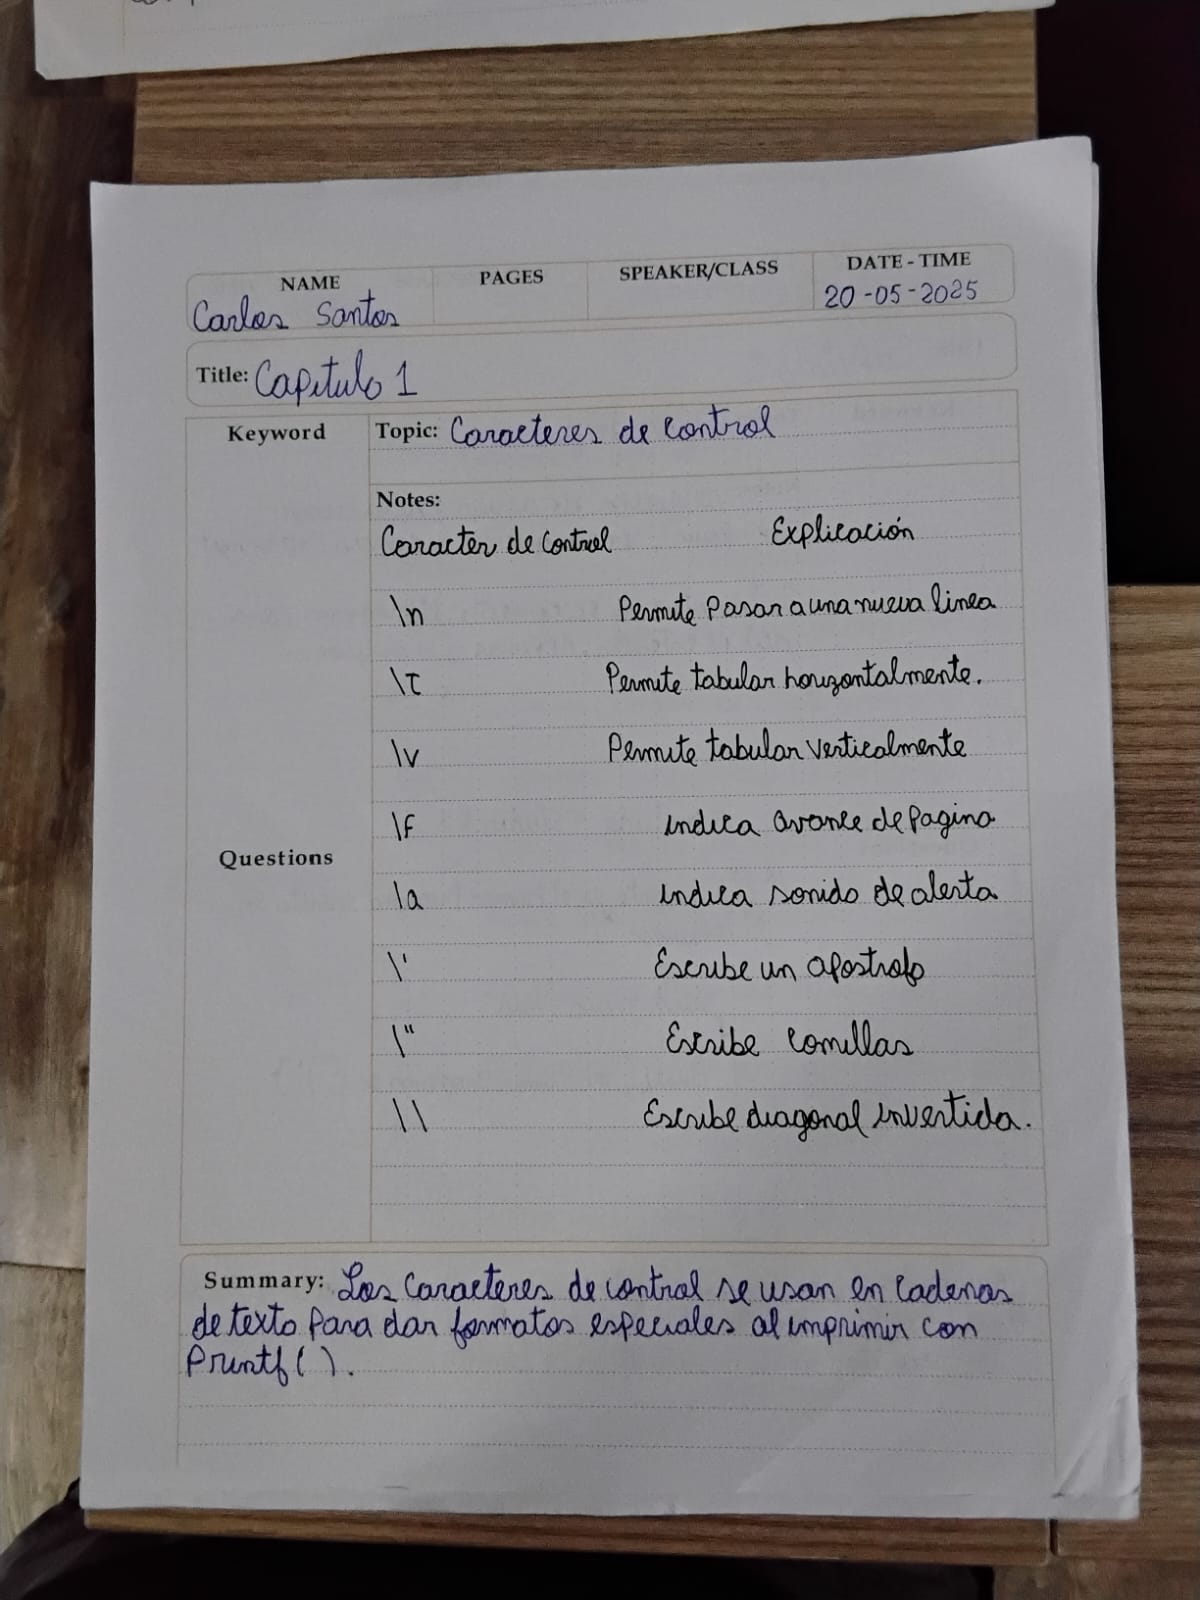 NAME PAGES SPEAKER/CLASS DATE - TIME
Carlos Santos 20-05-2025
Title: Capitulo 1
Keyword Topic: Caracteres de control
Notes:
Caracter de Control Explicación
\n Permite pasar a una nueva linea
\t Permite tabular horizontalmente.
\v Permite tabular verticalmente
\f indica avance de pagina
Questions
\a indica sonido de alerta
\' Escribe un apostrofo
\" Escribe comillas
\\ Escribe diagonal invertida.
Summary: Los caracteres de control se usan en cadenas
de texto para dar formatos especiales al imprimir con
Printf( ).